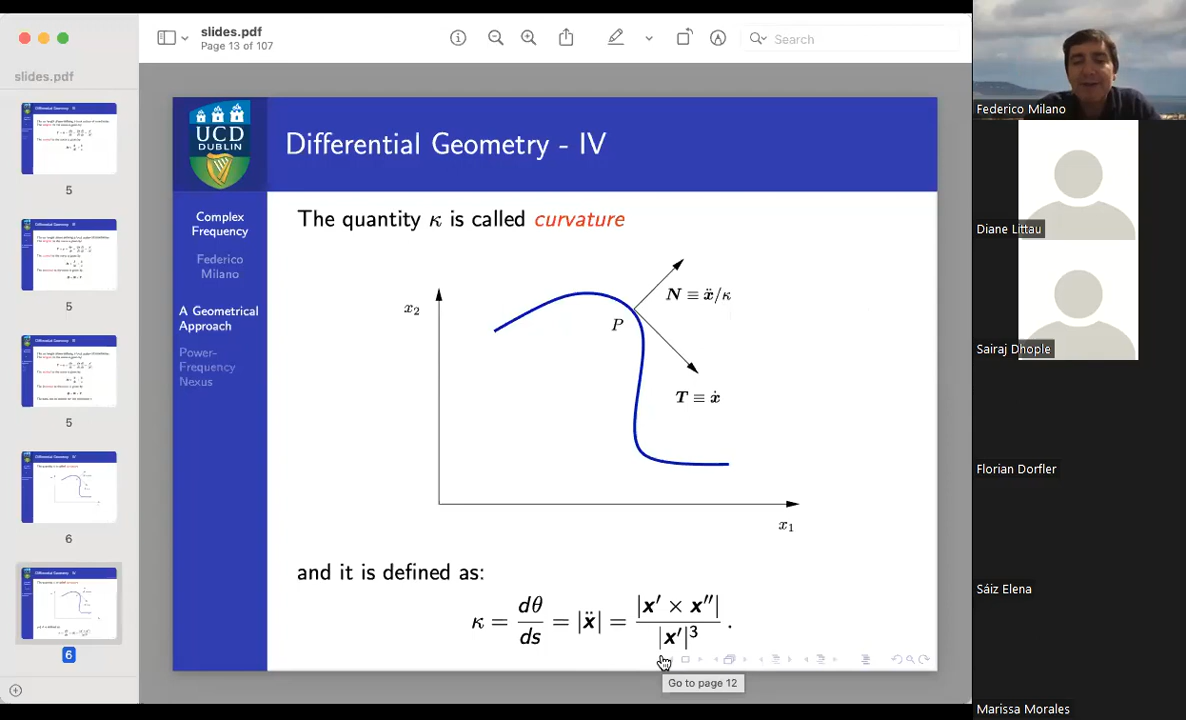 slides.pdf
Page 13 of 107
Search
slides.pdf
5
5
5
6
6
UCD
DUBLIN
Differential Geometry - IV
Complex
Frequency
Federico
Milano
A Geometrical
Approach
Power-
Frequency
Nexus
The quantity κ is called curvature
x₂
N ≡ ẍ/κ
P
T ≡ ẋ
x₁
and it is defined as:
κ = dθ/ds = |ẍ| = |x′ × x″|/|x′|³ .
Go to page 12
Federico Milano
Diane Littau
Sairaj Dhople
Florian Dorfler
Sáiz Elena
Marissa Morales